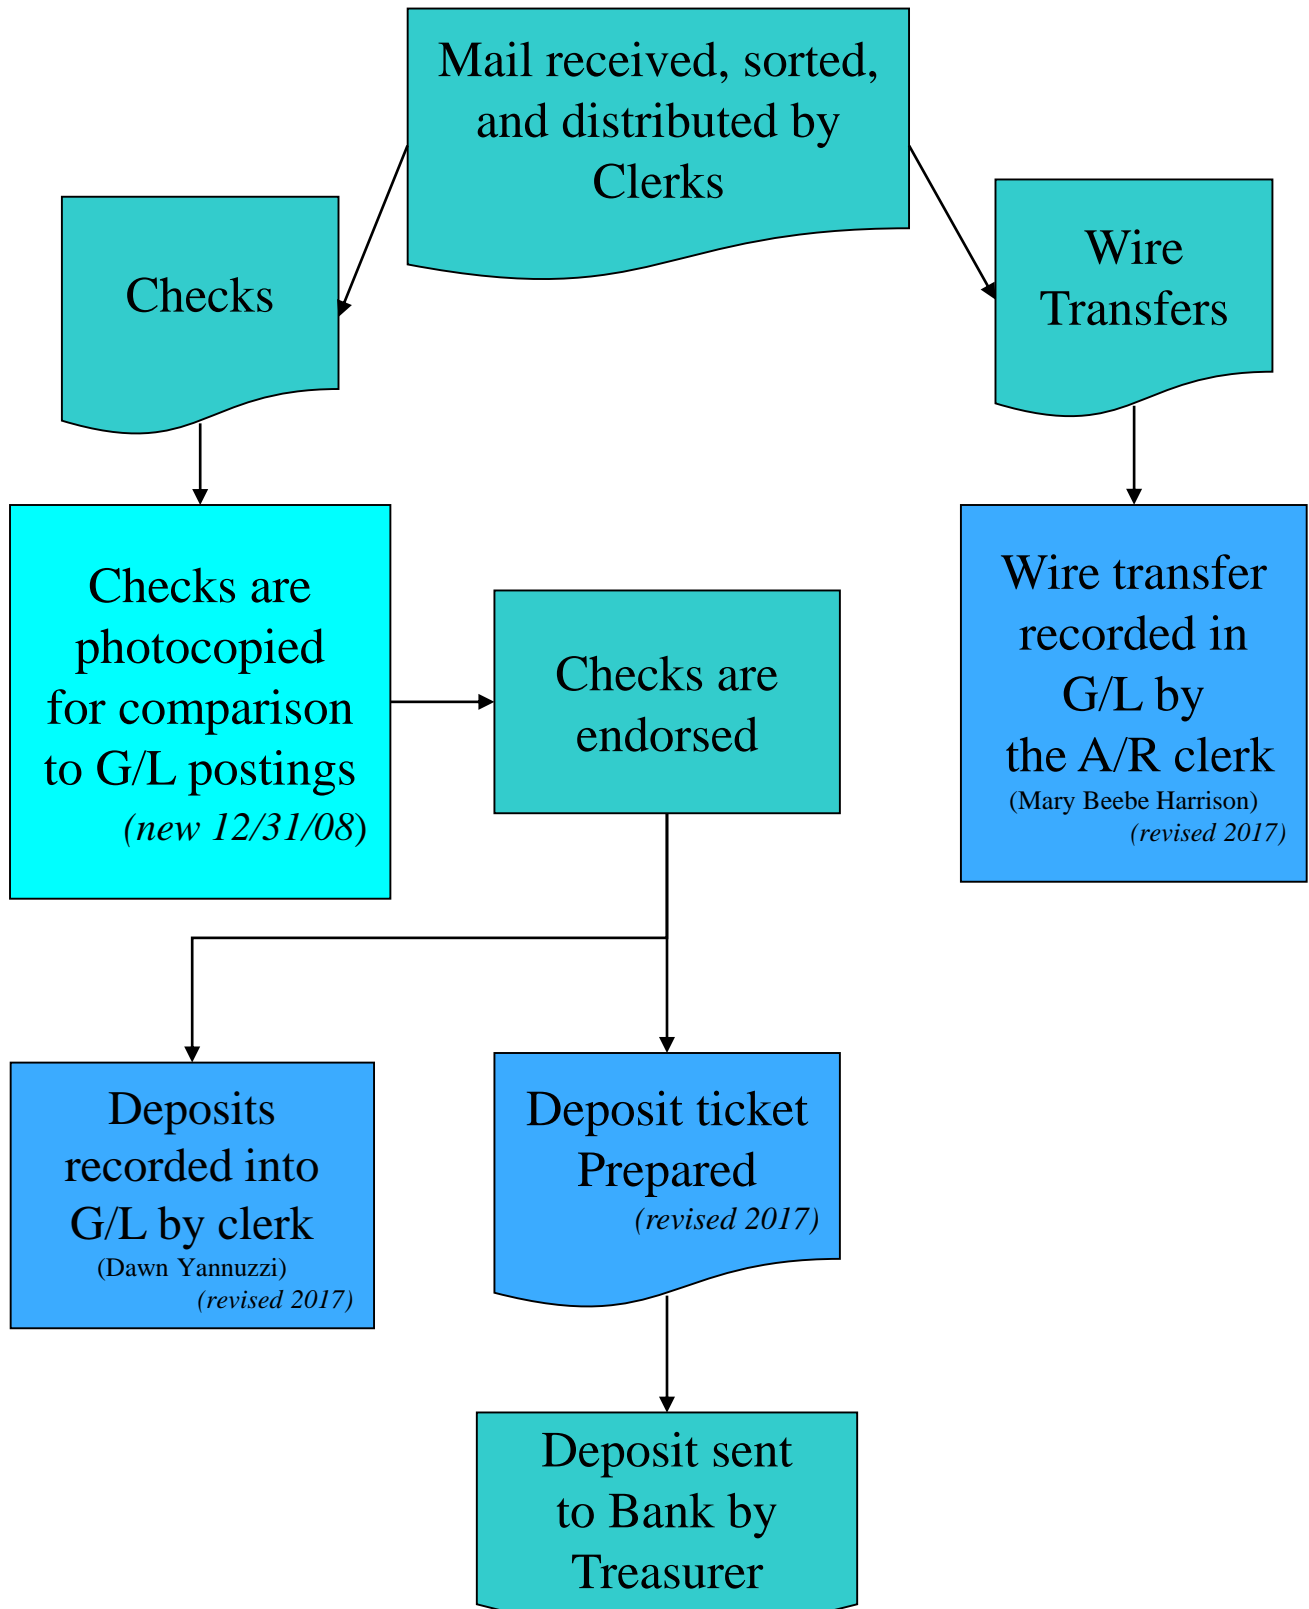 Mail received, sorted,
and distributed by
Clerks
Checks
Wire
Transfers
Checks are
photocopied
for comparison
to G/L postings
(new 12/31/08)
Checks are
endorsed
Wire transfer
recorded in
G/L by
the A/R clerk
(Mary Beebe Harrison)
(revised 2017)
Deposits
recorded into
G/L by clerk
(Dawn Yannuzzi)
(revised 2017)
Deposit ticket
Prepared
(revised 2017)
Deposit sent
to Bank by
Treasurer